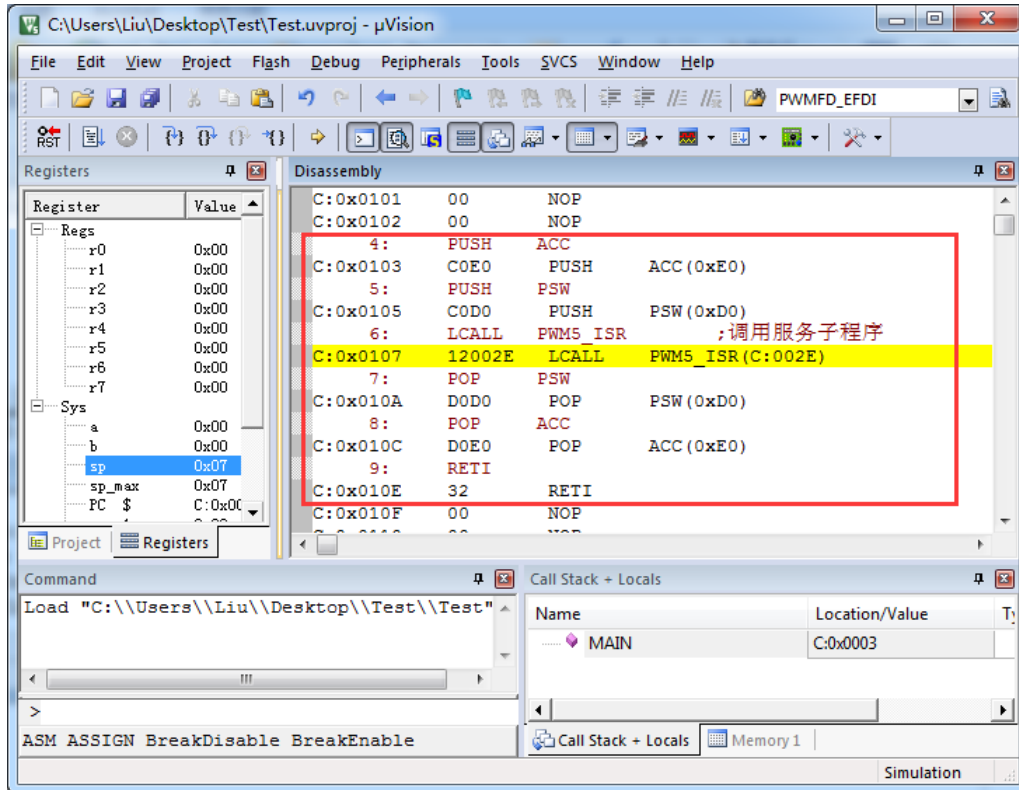 C:\Users\Liu\Desktop\Test\Test.uvproj - µVision
File Edit View Project Flash Debug Peripherals Tools SVCS Window Help
PWMFD_EFDI
RST
Registers
Register Value
Regs
r0 0x00
r1 0x00
r2 0x00
r3 0x00
r4 0x00
r5 0x00
r6 0x00
r7 0x00
Sys
a 0x00
b 0x00
sp 0x07
sp_max 0x07
PC $ C:0x00
Project Registers
Disassembly
C:0x0101 00 NOP
C:0x0102 00 NOP
4: PUSH ACC
C:0x0103 C0E0 PUSH ACC(0xE0)
5: PUSH PSW
C:0x0105 C0D0 PUSH PSW(0xD0)
6: LCALL PWM5_ISR ;调用服务子程序
C:0x0107 12002E LCALL PWM5_ISR(C:002E)
7: POP PSW
C:0x010A D0D0 POP PSW(0xD0)
8: POP ACC
C:0x010C D0E0 POP ACC(0xE0)
9: RETI
C:0x010E 32 RETI
C:0x010F 00 NOP
Command
Load "C:\\Users\\Liu\\Desktop\\Test\\Test"
>
ASM ASSIGN BreakDisable BreakEnable
Call Stack + Locals
Name Location/Value
MAIN C:0x0003
Call Stack + Locals Memory 1
Simulation